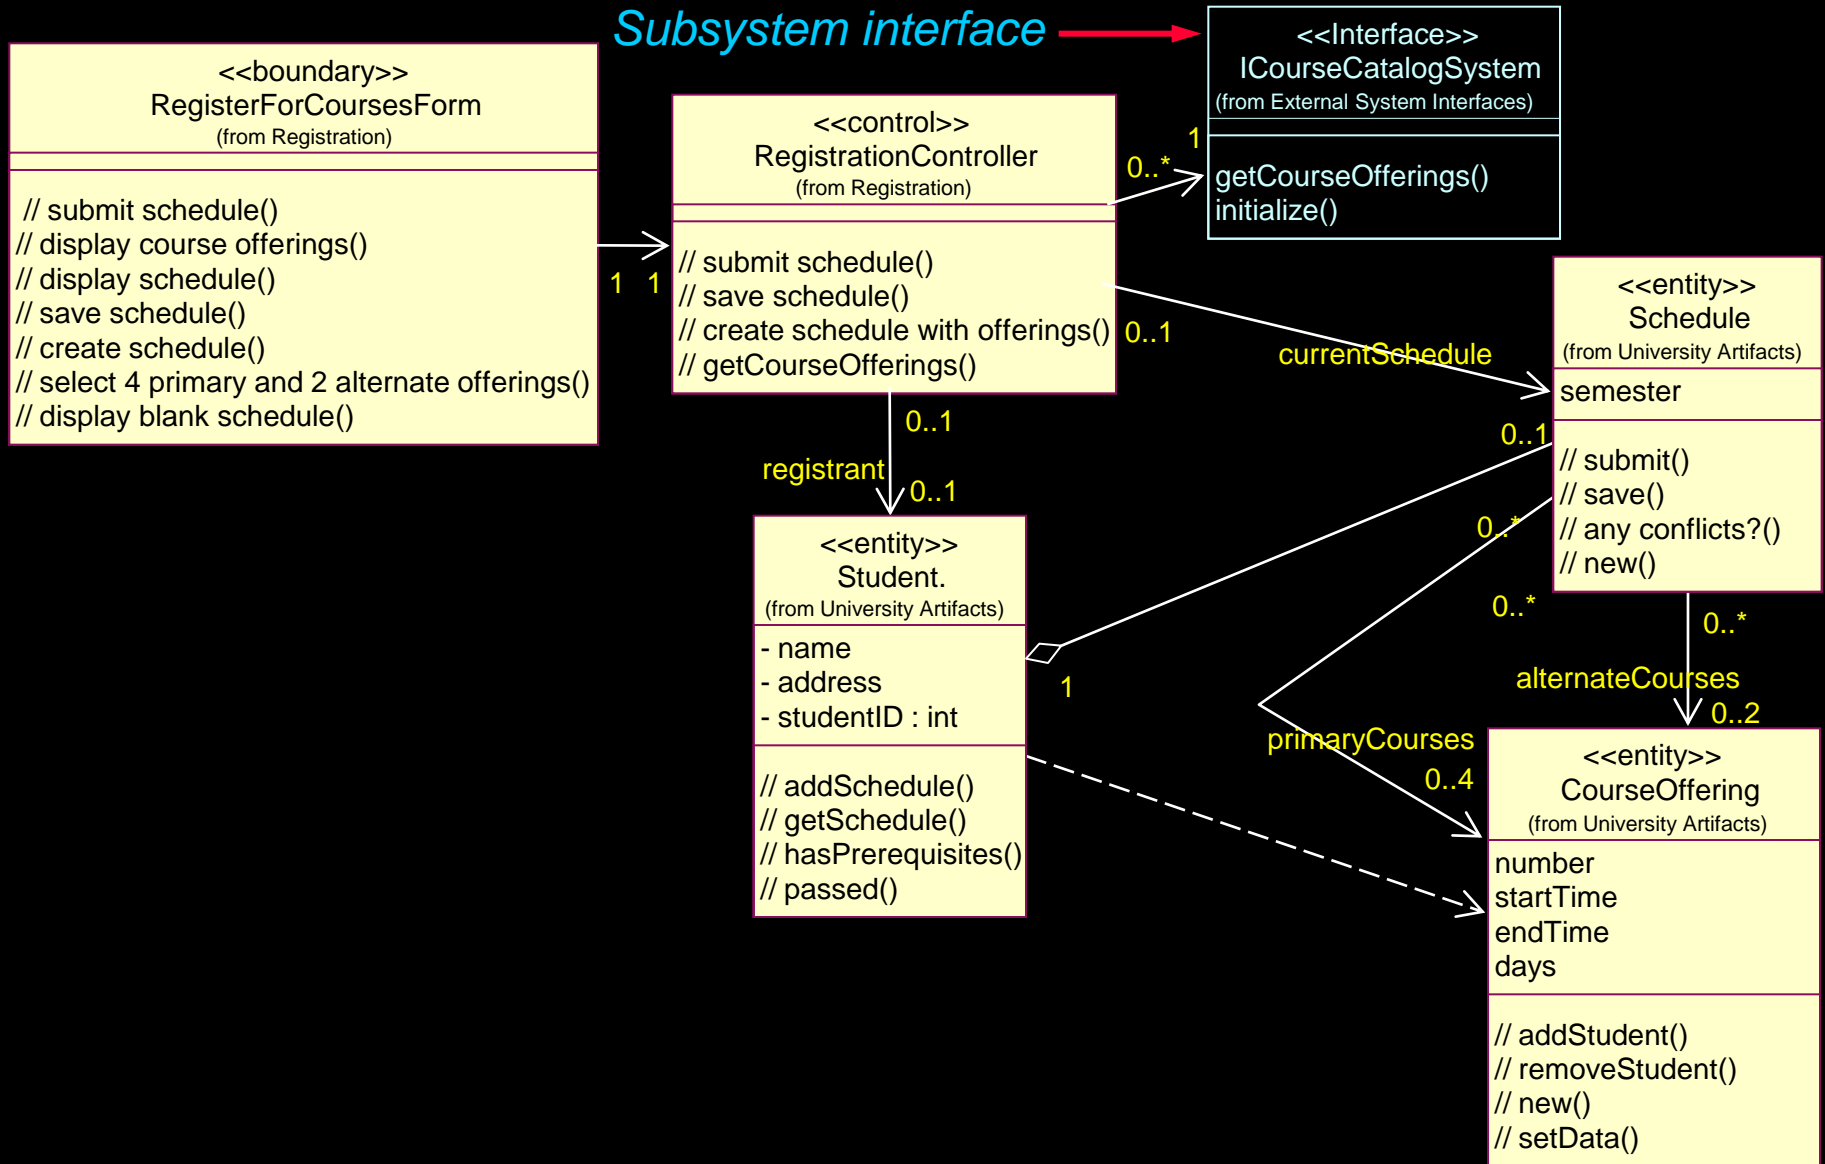 Subsystem interface
<<boundary>>
RegisterForCoursesForm
(from Registration)
// submit schedule()
// display course offerings()
// display schedule()
// save schedule()
// create schedule()
// select 4 primary and 2 alternate offerings()
// display blank schedule()
1
1
<<control>>
RegistrationController
(from Registration)
// submit schedule()
// save schedule()
// create schedule with offerings()
// getCourseOfferings()
0..*
1
<<Interface>>
ICourseCatalogSystem
(from External System Interfaces)
getCourseOfferings()
initialize()
0..1
currentSchedule
0..1
<<entity>>
Schedule
(from University Artifacts)
semester
// submit()
// save()
// any conflicts?()
// new()
0..1
registrant
0..1
<<entity>>
Student.
(from University Artifacts)
- name
- address
- studentID : int
// addSchedule()
// getSchedule()
// hasPrerequisites()
// passed()
1
0..*
0..*
0..*
primaryCourses
0..4
alternateCourses
0..2
<<entity>>
CourseOffering
(from University Artifacts)
number
startTime
endTime
days
// addStudent()
// removeStudent()
// new()
// setData()